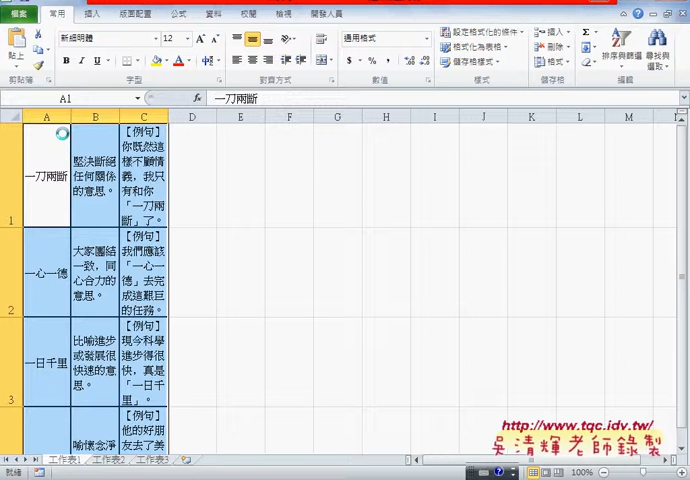 檔案 常用 插入 版面配置 公式 資料 校閱 檢視 開發人員
貼上 新細明體 12 通用格式 設定格式化的條件 插入 Σ
B I U $ % 格式化為表格 刪除 排序與篩選 尋找與選取
儲存格樣式 格式
剪貼簿 字型 對齊方式 數值 樣式 儲存格 編輯
A1 fx 一刀兩斷
A B C D E F G H I J K L M
1
一刀兩斷
堅決斷絕
任何關係
的意思。
【例句】
你既然這
樣不顧情
義，我只
有和你
「一刀兩
斷」了。
2
一心一德
大家團結
一致，同
心合力的
意思。
【例句】
我們應該
「一心一
德」去完
成這艱巨
的任務。
3
一日千里
比喻進步
或發展很
快速的意
思。
【例句】
現今科學
進步得很
快，真是
「一日千
里」。
喻懷念淨
【例句】
他的好朋
友去了美
http://www.tqc.idv.tw/
吳清輝老師錄製
工作表1 工作表2 工作表3
就緒 100%